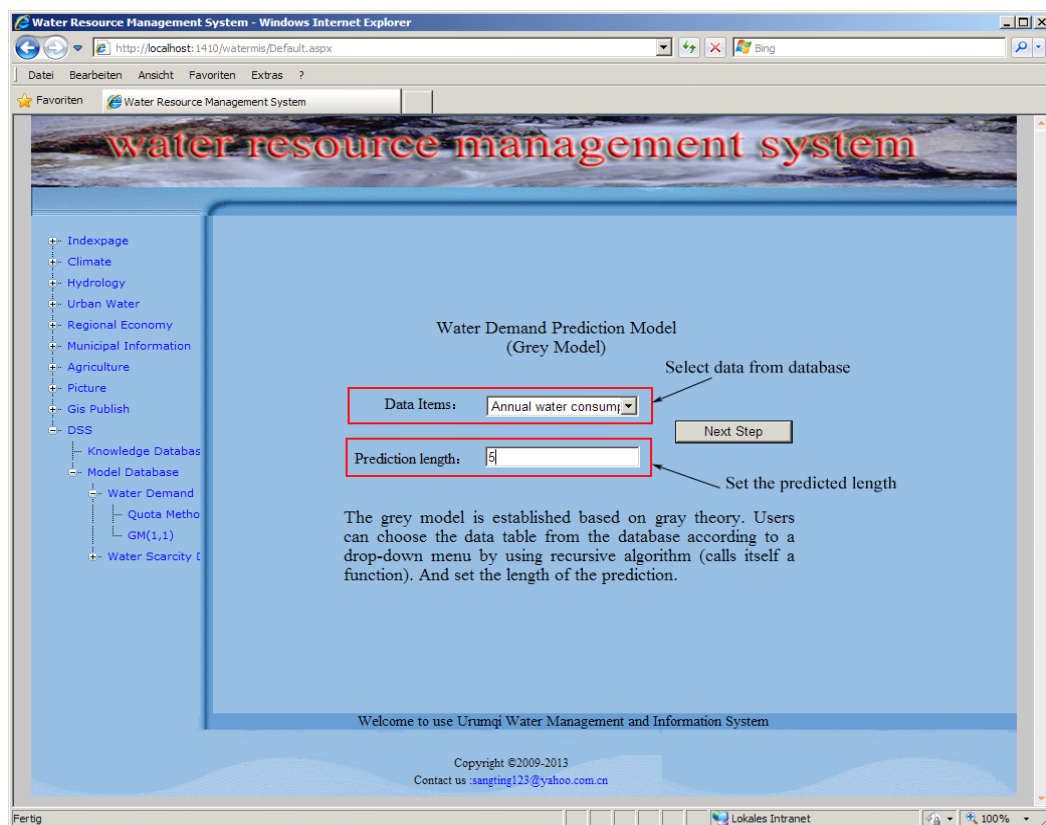 Water Resource Management System - Windows Internet Explorer
http://localhost:1410/watermis/Default.aspx
Bing
Datei Bearbeiten Ansicht Favoriten Extras ?
Favoriten
Water Resource Management System
water resource management system
Indexpage
Climate
Hydrology
Urban Water
Regional Economy
Municipal Information
Agriculture
Picture
Gis Publish
DSS
Knowledge Databas
Model Database
Water Demand
Quota Metho
GM(1,1)
Water Scarcity D
Water Demand Prediction Model
(Grey Model)
Select data from database
Data Items:
Annual water consump
Next Step
Prediction length:
5
Set the predicted length
The grey model is established based on gray theory. Users
can choose the data table from the database according to a
drop-down menu by using recursive algorithm (calls itself a
function). And set the length of the prediction.
Welcome to use Urumqi Water Management and Information System
Copyright ©2009-2013
Contact us :sangting123@yahoo.com.cn
Fertig
Lokales Intranet
100%